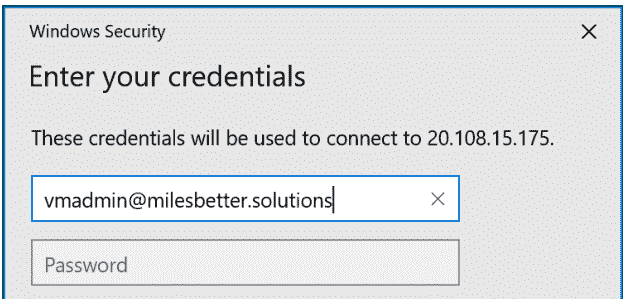 Windows Security
Enter your credentials
These credentials will be used to connect to 20.108.15.175.
vmadmin@milesbetter.solutions
Password